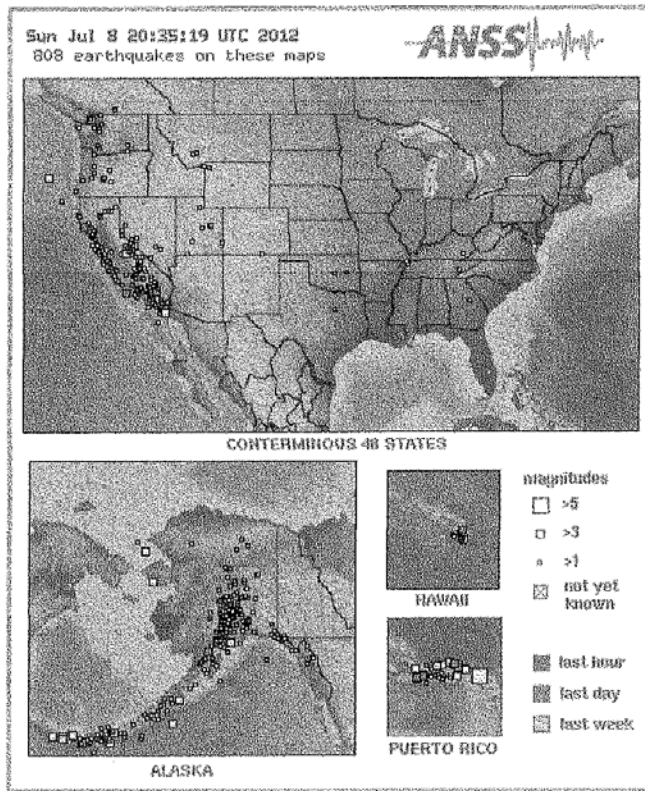 Sun Jul 8 20:35:19 UTC 2012
808 earthquakes on these maps
ANSS
CONTERMINOUS 48 STATES
magnitudes
>5
>3
>1
not yet
known
HAWAII
last hour
last day
last week
PUERTO RICO
ALASKA